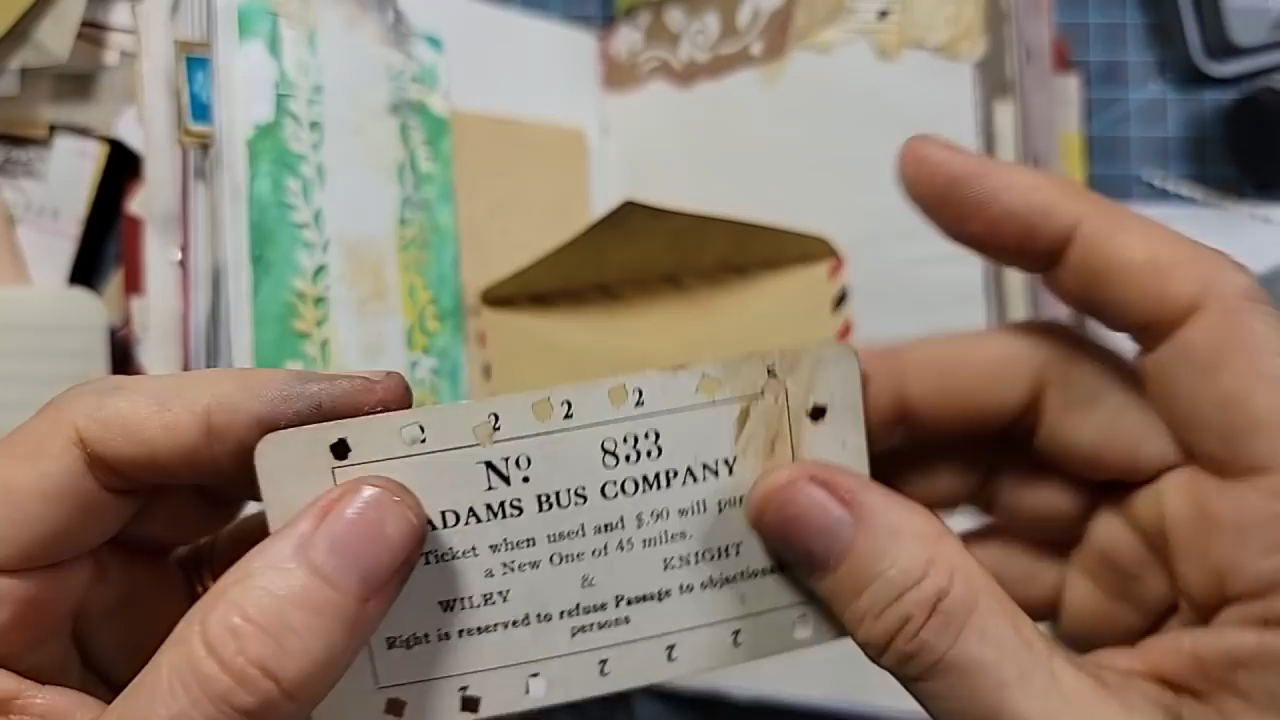 2 2 2 2
Nº 833
ADAMS BUS COMPANY
Ticket when used and $.90 will
a New One of 45 miles.
WILEY & KNIGHT
Right is reserved to refuse Passage to
persons
2 2 2